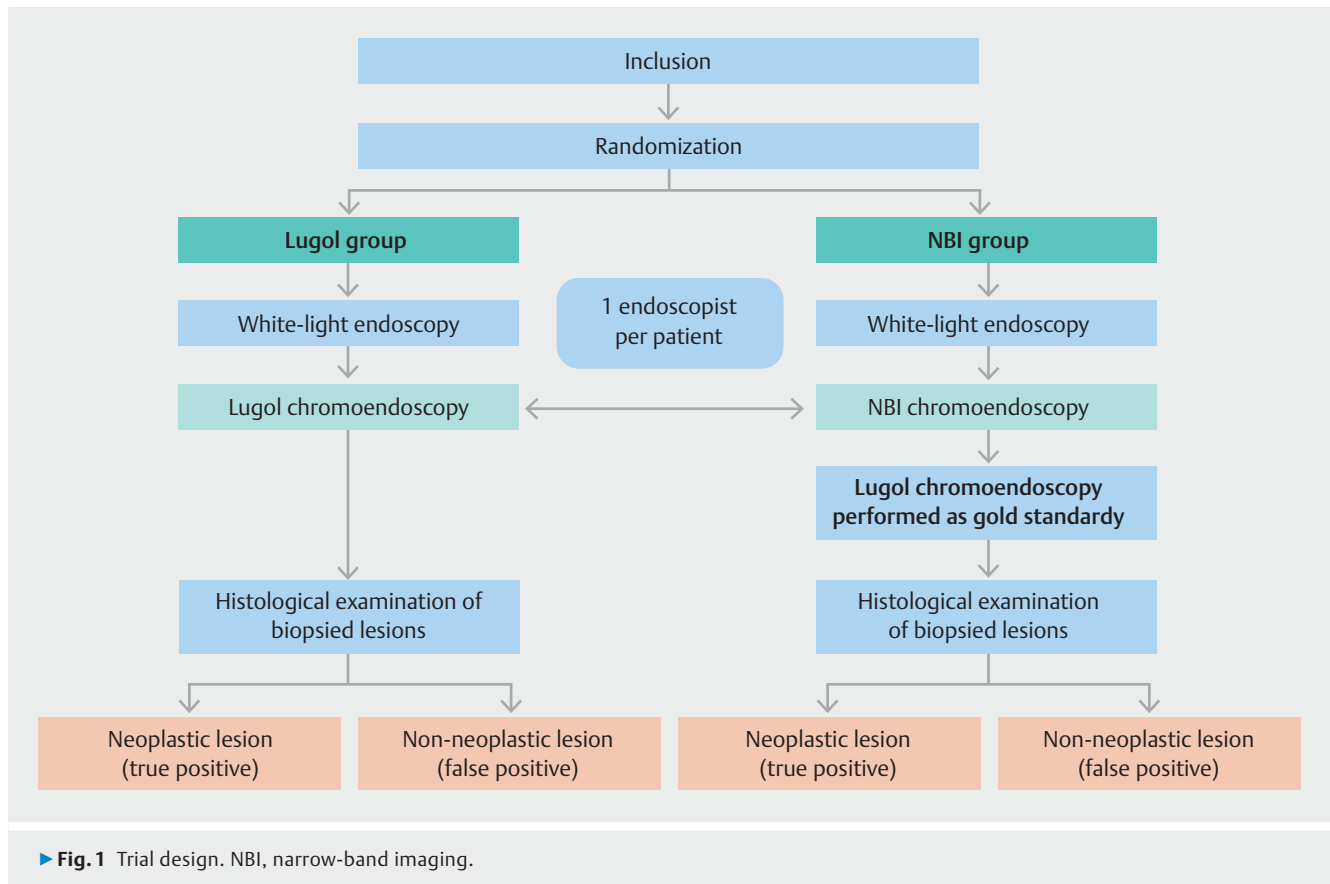 Inclusion
Randomization
Lugol group
NBI group
White-light endoscopy
1 endoscopist
per patient
White-light endoscopy
Lugol chromoendoscopy
NBI chromoendoscopy
Lugol chromoendoscopy
performed as gold standardy
Histological examination of
biopsied lesions
Histological examination
of biopsied lesions
Neoplastic lesion
(true positive)
Non-neoplastic lesion
(false positive)
Neoplastic lesion
(true positive)
Non-neoplastic lesion
(false positive)
▶ Fig. 1 Trial design. NBI, narrow-band imaging.